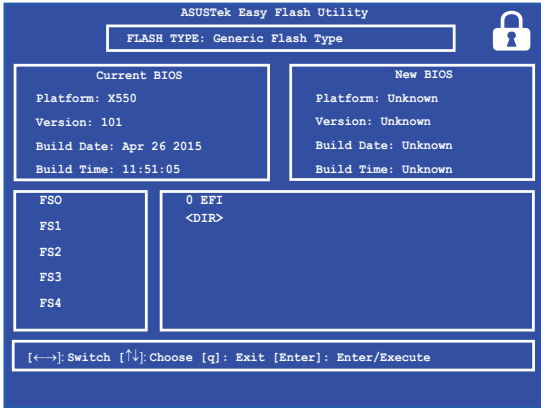 ASUSTek Easy Flash Utility
FLASH TYPE: Generic Flash Type
Current BIOS
Platform: X550
Version: 101
Build Date: Apr 26 2015
Build Time: 11:51:05
New BIOS
Platform: Unknown
Version: Unknown
Build Date: Unknown
Build Time: Unknown
FSO
FS1
FS2
FS3
FS4
0 EFI
<DIR>
[←→]: Switch [↑↓]: Choose [q]: Exit [Enter]: Enter/Execute